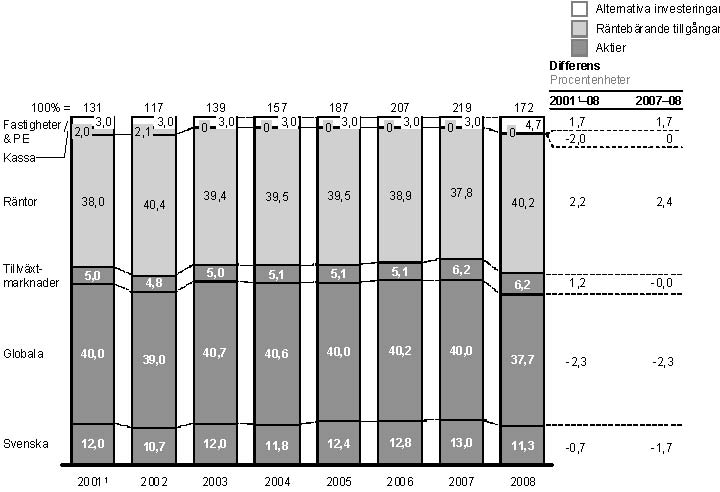 Alternativa investeringar
Räntebärande tillgångar
Aktier
Differens
Procentenheter
100% = 131 117 139 157 187 207 219 172 2001¹–08 2007–08
Fastigheter & PE 3,0 3,0 3,0 3,0 3,0 3,0 3,0 4,7 1,7 1,7
Kassa 2,0 2,1 0 0 0 0 0 0 -2,0 0
Räntor 38,0 40,4 39,4 39,5 39,5 38,9 37,8 40,2 2,2 2,4
Tillväxt-
marknader 5,0 4,8 5,0 5,1 5,1 5,1 6,2 6,2 1,2 -0,0
Globala 40,0 39,0 40,7 40,6 40,0 40,2 40,0 37,7 -2,3 -2,3
Svenska 12,0 10,7 12,0 11,8 12,4 12,8 13,0 11,3 -0,7 -1,7
2001¹ 2002 2003 2004 2005 2006 2007 2008